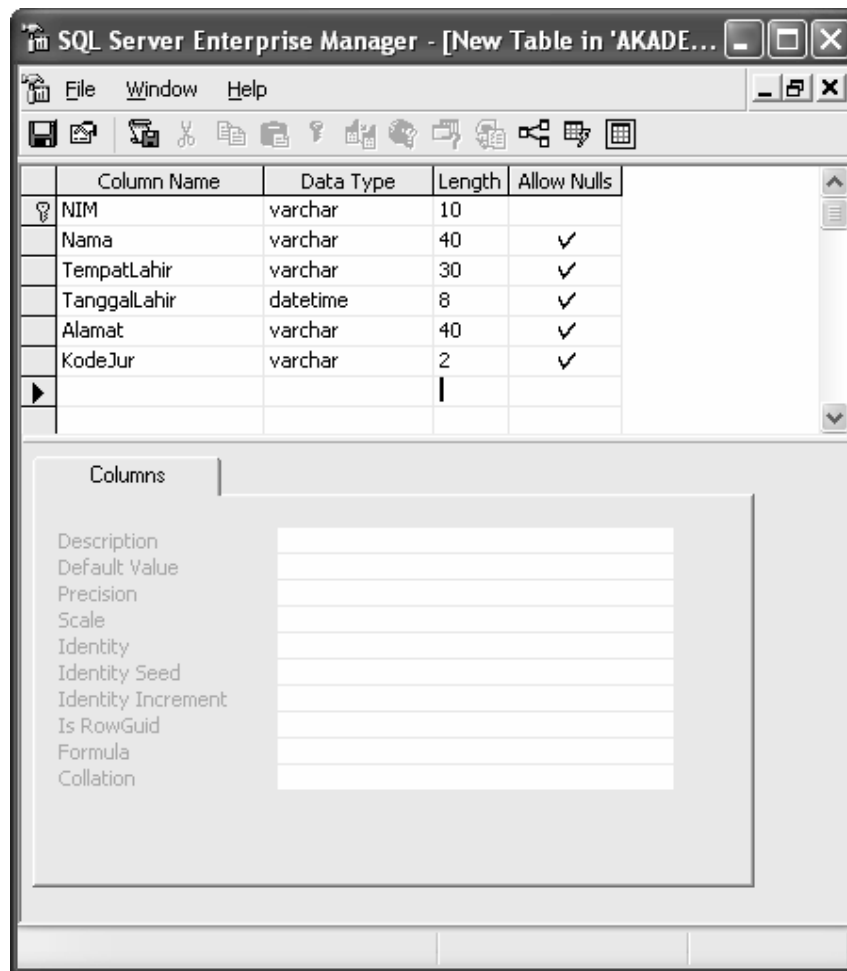 SQL Server Enterprise Manager - [New Table in 'AKADE...
File Window Help
Column Name Data Type Length Allow Nulls
NIM varchar 10
Nama varchar 40
TempatLahir varchar 30
TanggalLahir datetime 8
Alamat varchar 40
KodeJur varchar 2
Columns
Description
Default Value
Precision
Scale
Identity
Identity Seed
Identity Increment
Is RowGuid
Formula
Collation